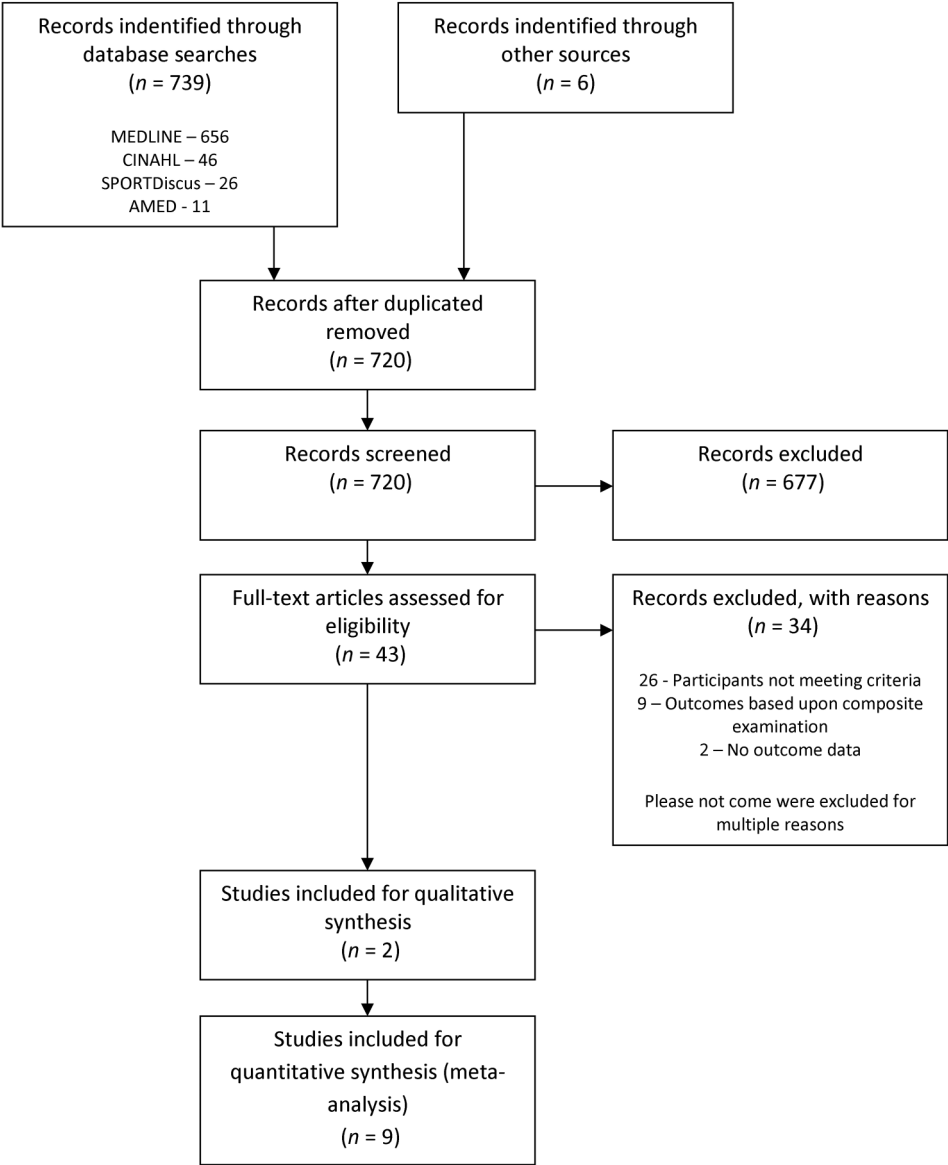 Records indentified through
database searches
(n = 739)
MEDLINE – 656
CINAHL – 46
SPORTDiscus – 26
AMED - 11
Records indentified through
other sources
(n = 6)
Records after duplicated
removed
(n = 720)
Records screened
(n = 720)
Records excluded
(n = 677)
Full-text articles assessed for
eligibility
(n = 43)
Records excluded, with reasons
(n = 34)
26 - Participants not meeting criteria
9 – Outcomes based upon composite
examination
2 – No outcome data
Please not come were excluded for
multiple reasons
Studies included for qualitative
synthesis
(n = 2)
Studies included for
quantitative synthesis (meta-
analysis)
(n = 9)